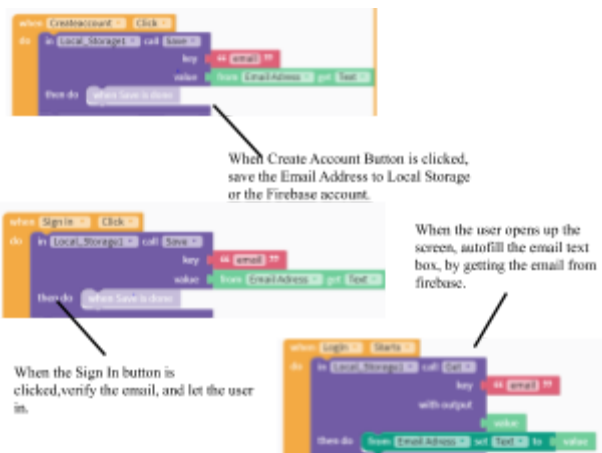 when Createaccount Click
do in Local_Storage1 call Save
key “ email ”
value from Email Adress get Text
then do when Save is done
When Create Account Button is clicked,
save the Email Address to Local Storage
or the Firebase account.
when Sign in Click
do in Local_Storage1 call Save
key “ email ”
value from Email Adress get Text
then do when Save is done
When the user opens up the
screen, autofill the email text
box, by getting the email from
firebase.
When the Sign In button is
clicked,verify the email, and let the user
in.
when Login Starts
do in Local_Storage1 call Get
key “ email ”
with output
value
then do from Email Adress set Text to value